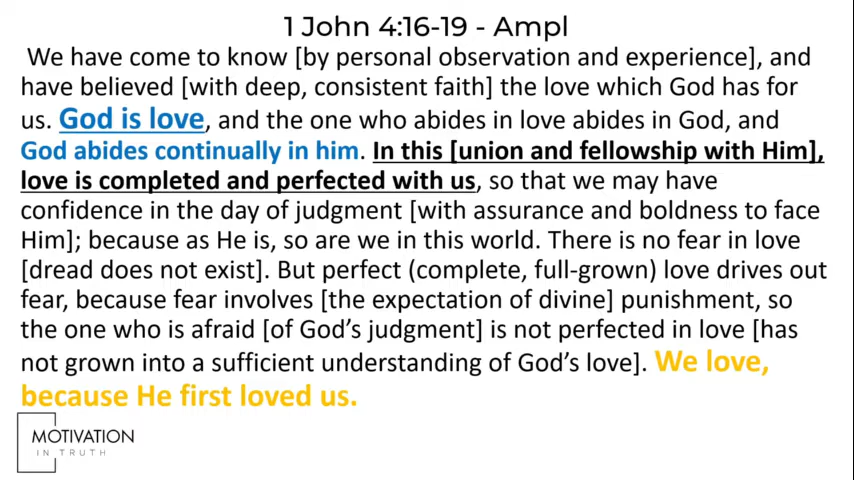 1 John 4:16-19 - Ampl
We have come to know [by personal observation and experience], and
have believed [with deep, consistent faith] the love which God has for
us. God is love, and the one who abides in love abides in God, and
God abides continually in him. In this [union and fellowship with Him],
love is completed and perfected with us, so that we may have
confidence in the day of judgment [with assurance and boldness to face
Him]; because as He is, so are we in this world. There is no fear in love
[dread does not exist]. But perfect (complete, full-grown) love drives out
fear, because fear involves [the expectation of divine] punishment, so
the one who is afraid [of God’s judgment] is not perfected in love [has
not grown into a sufficient understanding of God’s love]. We love,
because He first loved us.
MOTIVATION
IN TRUTH